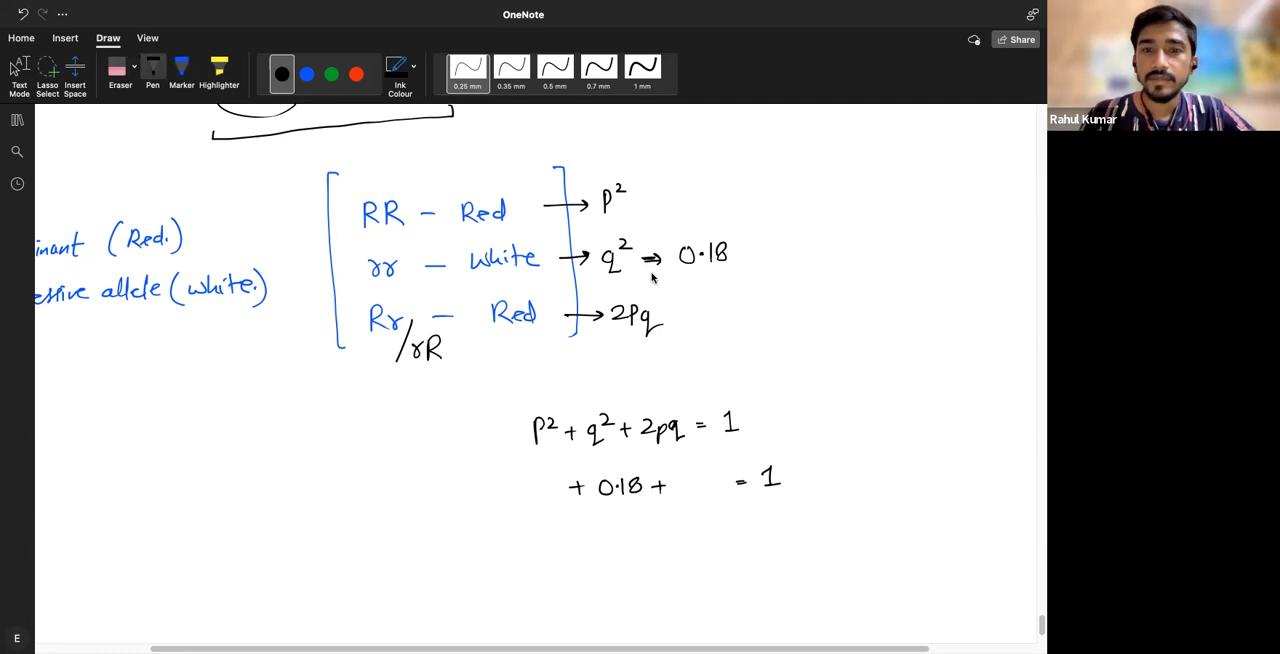 OneNote
Home Insert Draw View
Share
Text Mode
Lasso Select
Insert Space
Eraser
Pen
Marker
Highlighter
Ink Colour
0.25 mm
0.35 mm
0.5 mm
0.7 mm
1 mm
Rahul Kumar
RR – Red → p²
inant (Red.)
rr – White → q² → 0.18
essive allele (white.)
Rr – Red → 2pq
/rR
p² + q² + 2pq = 1
+ 0.18 + = 1
E